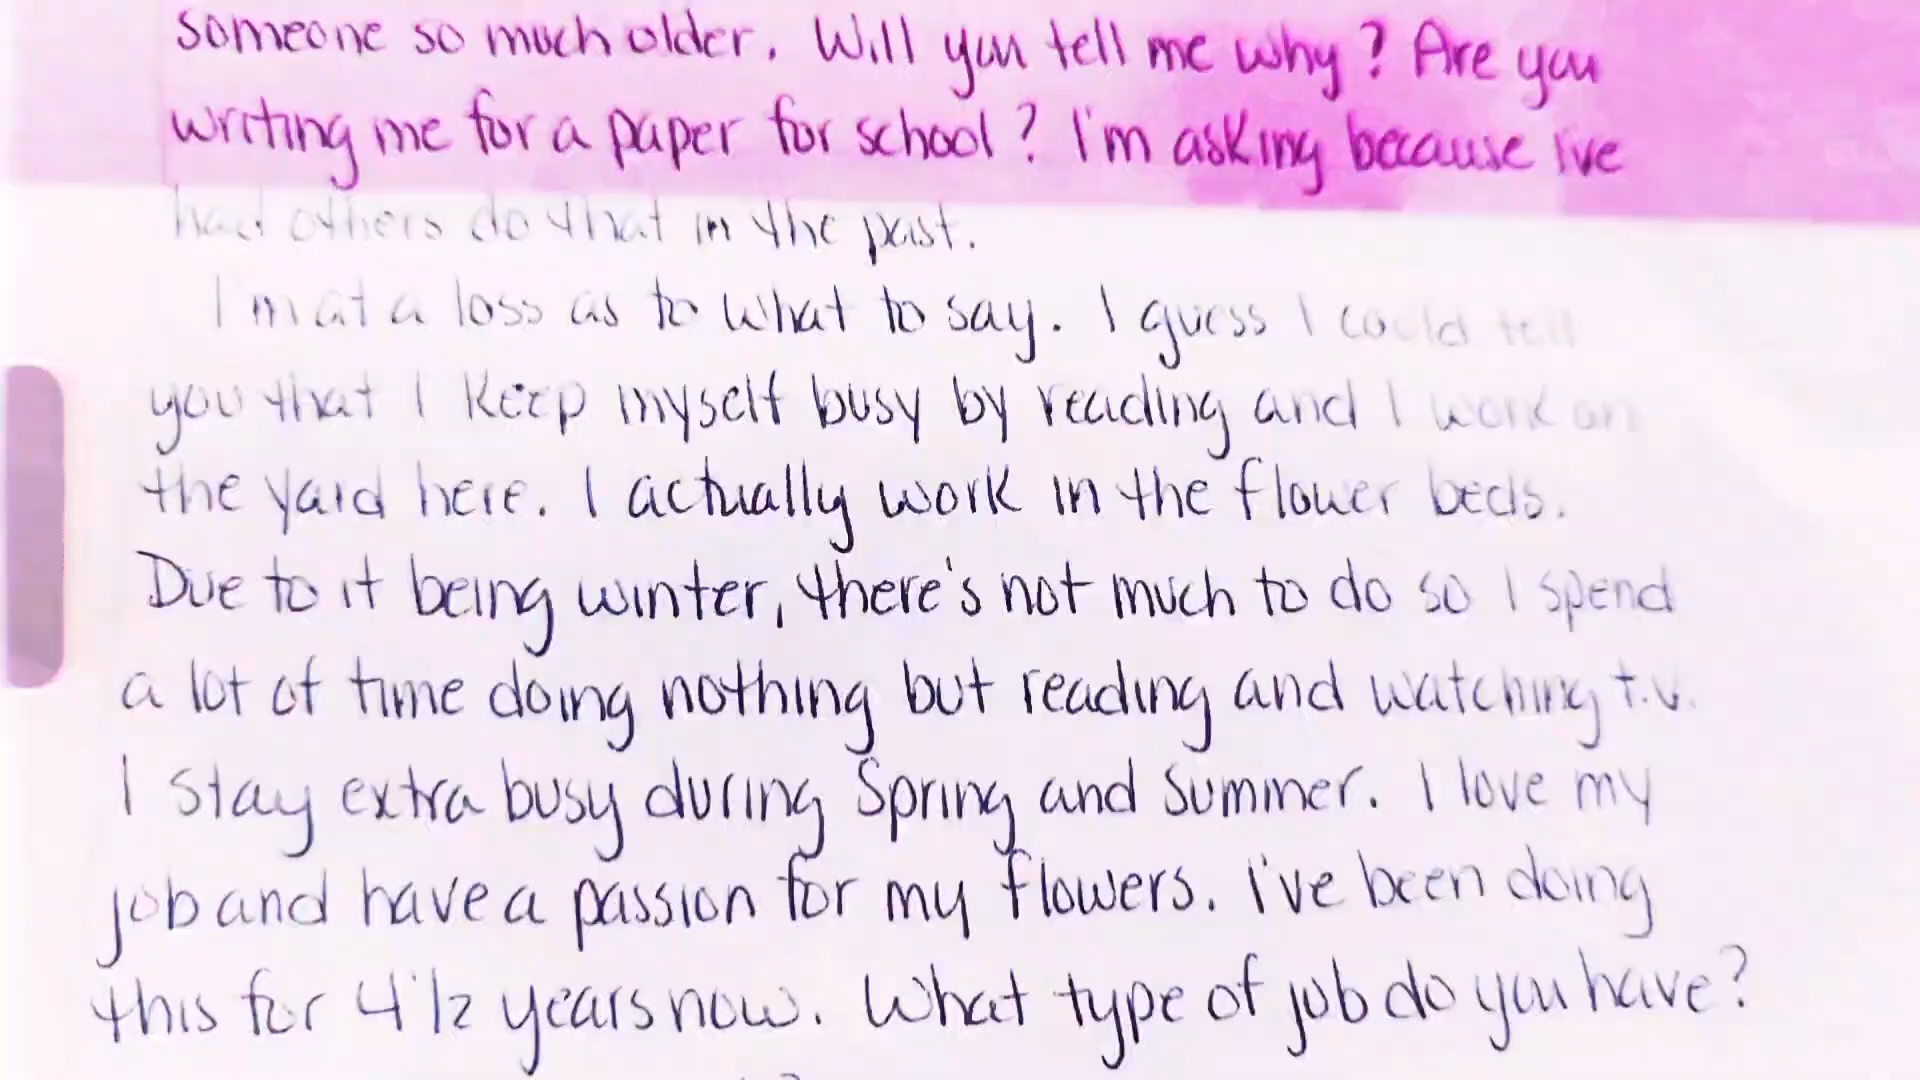 someone so much older. Will you tell me why? Are you
writing me for a paper for school? I'm asking because I've
had others do that in the past.
I'm at a loss as to what to say. I guess I could tell
you that I keep myself busy by reading and I work on
the yard here. I actually work in the flower beds.
Due to it being winter, there's not much to do so I spend
a lot of time doing nothing but reading and watching t.v.
I stay extra busy during Spring and Summer. I love my
job and have a passion for my flowers. I've been doing
this for 4 1/2 years now. What type of job do you have?